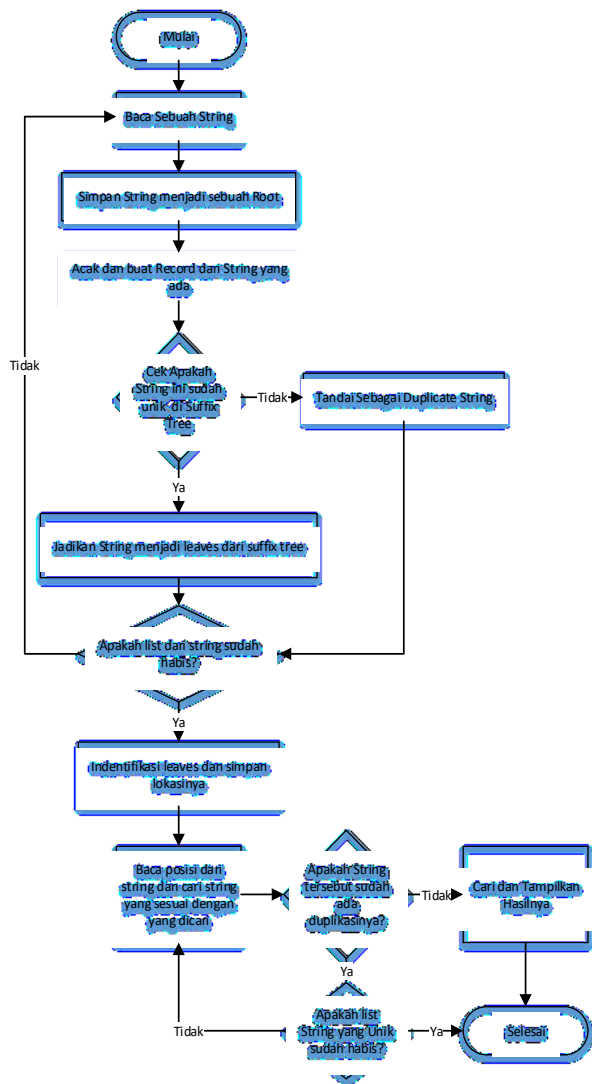 Mulai
Baca Sebuah String
Simpan String menjadi sebuah Root
Acak dan buat Record dari String yang
ada
Tidak
Cek Apakah
String ini sudah
unik di Suffix
Tree
Tidak
Tandai Sebagai Duplicate String
Ya
Jadikan String menjadi leaves dari suffix tree
Apakah list dari string sudah
habis?
Ya
Indentifikasi leaves dan simpan
lokasinya
Baca posisi dari
string dan cari string
yang sesuai dengan
yang dicari
Apakah String
tersebut sudah
ada
duplikasinya?
Tidak
Cari dan Tampilkan
Hasilnya
Ya
Tidak
Apakah list
String yang Unik
sudah habis?
Ya
Selesai